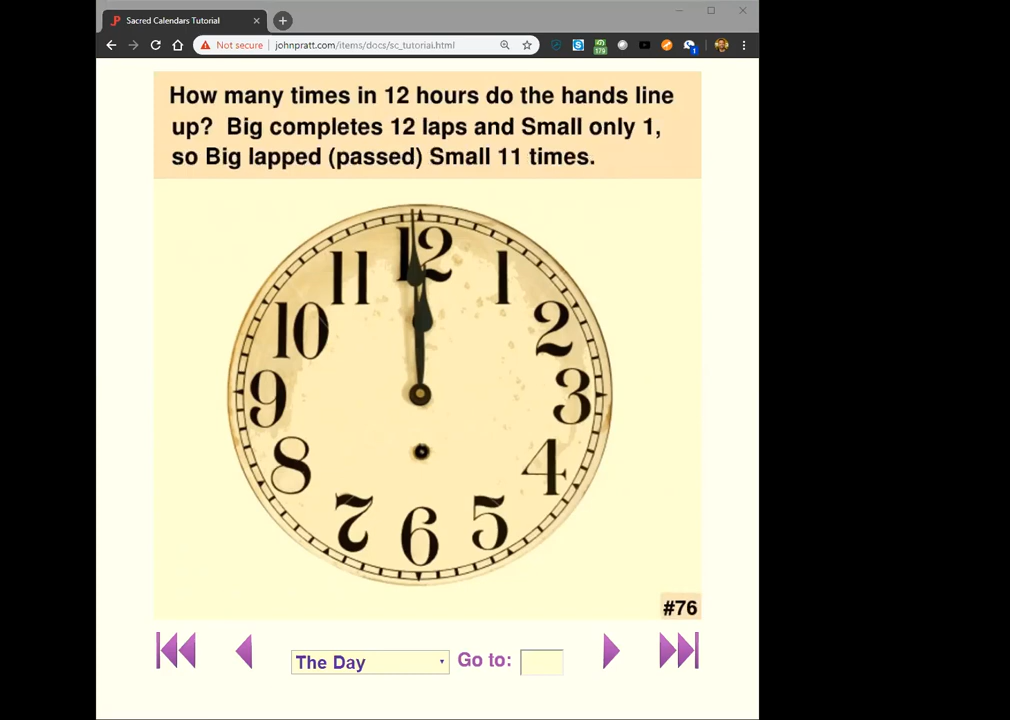 Sacred Calendars Tutorial
Not secure | johnpratt.com/items/docs/sc_tutorial.html
179
1
How many times in 12 hours do the hands line
up? Big completes 12 laps and Small only 1,
so Big lapped (passed) Small 11 times.
12
11
1
10
2
9
3
8
4
7
5
6
#76
The Day
Go to: